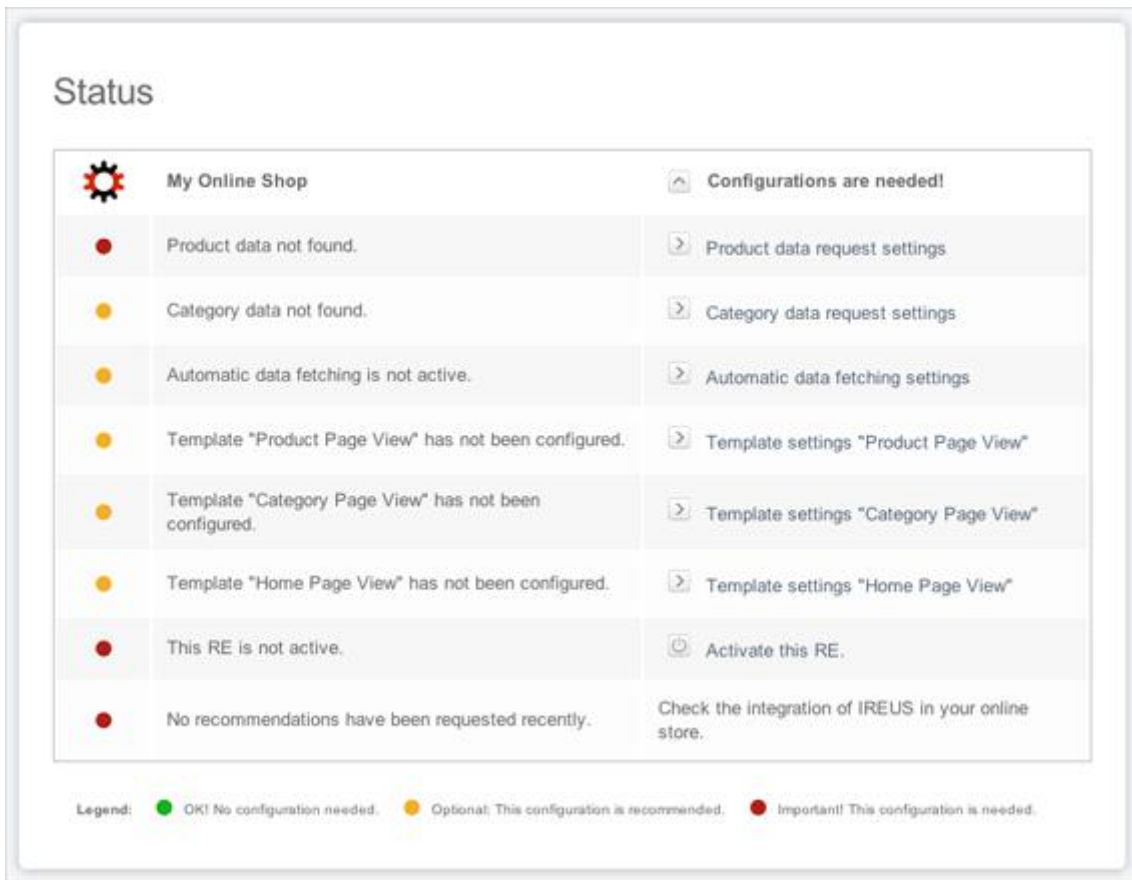 Status
My Online Shop
Configurations are needed!
Product data not found.
Product data request settings
Category data not found.
Category data request settings
Automatic data fetching is not active.
Automatic data fetching settings
Template "Product Page View" has not been configured.
Template settings "Product Page View"
Template "Category Page View" has not been
configured.
Template settings "Category Page View"
Template "Home Page View" has not been configured.
Template settings "Home Page View"
This RE is not active.
Activate this RE.
No recommendations have been requested recently.
Check the integration of IREUS in your online
store.
Legend: OK! No configuration needed. Optional: This configuration is recommended. Important! This configuration is needed.